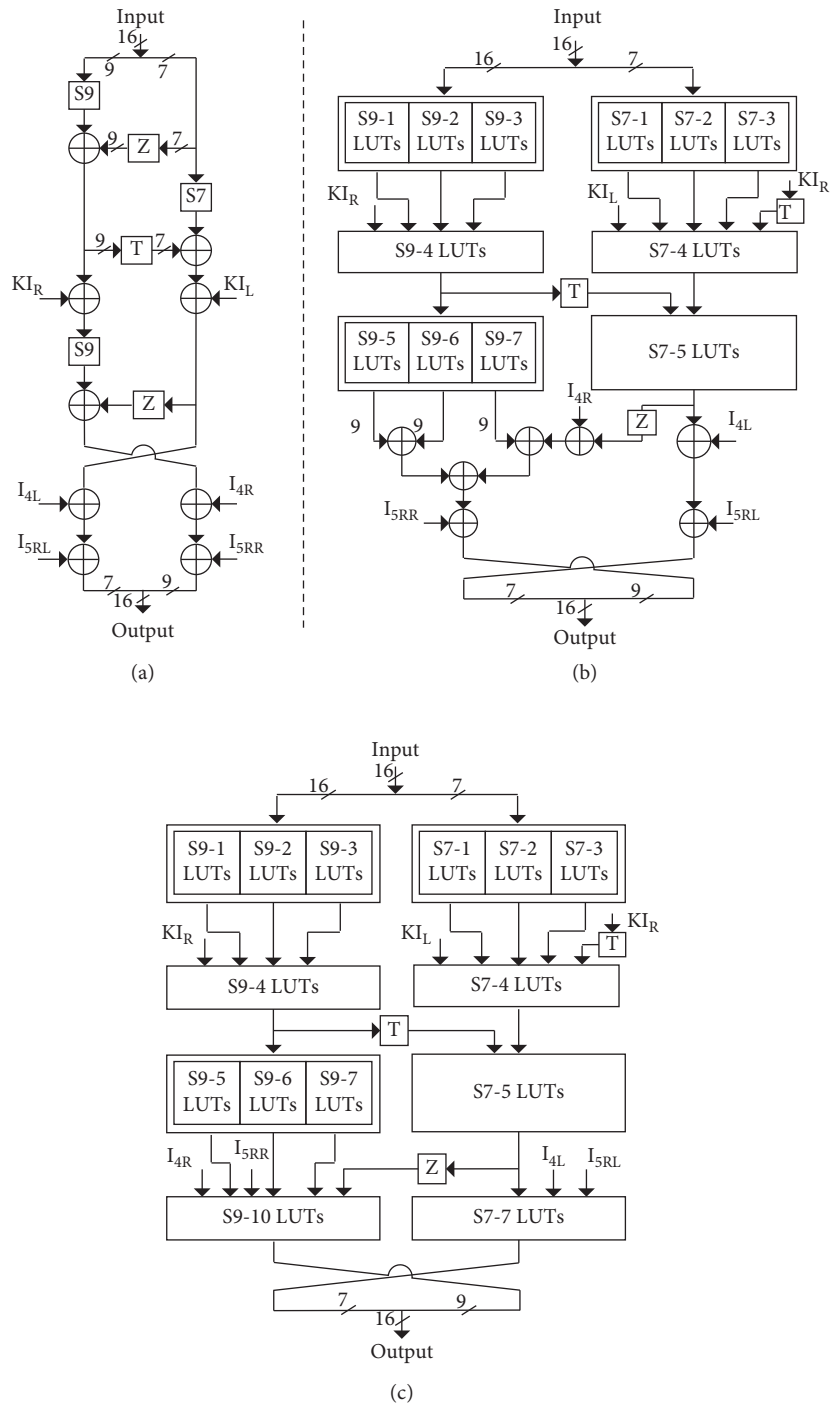 Input
16
9
7
S9
9
Z
7
S7
9
T
7
KI_R
KI_L
S9
Z
I_4L
I_4R
I_5RL
I_5RR
7
16
9
Output
(a)
Input
16
16
7
S9-1 LUTs
S9-2 LUTs
S9-3 LUTs
S7-1 LUTs
S7-2 LUTs
S7-3 LUTs
KI_R
KI_L
KI_R
T
S9-4 LUTs
S7-4 LUTs
T
S9-5 LUTs
S9-6 LUTs
S9-7 LUTs
S7-5 LUTs
I_4R
9
9
9
Z
I_4L
I_5RR
I_5RL
7
16
9
Output
(b)
Input
16
16
7
S9-1 LUTs
S9-2 LUTs
S9-3 LUTs
S7-1 LUTs
S7-2 LUTs
S7-3 LUTs
KI_R
KI_L
KI_R
T
S9-4 LUTs
S7-4 LUTs
T
S9-5 LUTs
S9-6 LUTs
S9-7 LUTs
S7-5 LUTs
I_4R
I_5RR
Z
I_4L
I_5RL
S9-10 LUTs
S7-7 LUTs
7
16
9
Output
(c)